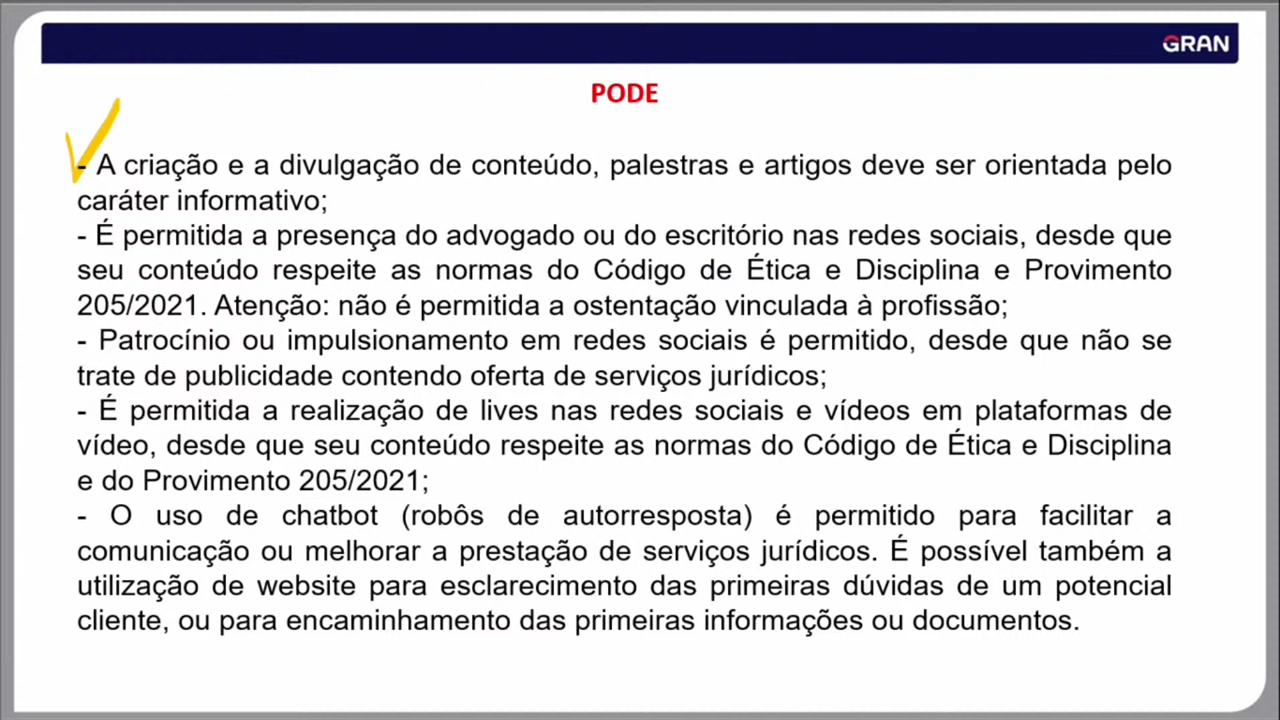 GRAN
PODE
- A criação e a divulgação de conteúdo, palestras e artigos deve ser orientada pelo
caráter informativo;
- É permitida a presença do advogado ou do escritório nas redes sociais, desde que
seu conteúdo respeite as normas do Código de Ética e Disciplina e Provimento
205/2021. Atenção: não é permitida a ostentação vinculada à profissão;
- Patrocínio ou impulsionamento em redes sociais é permitido, desde que não se
trate de publicidade contendo oferta de serviços jurídicos;
- É permitida a realização de lives nas redes sociais e vídeos em plataformas de
vídeo, desde que seu conteúdo respeite as normas do Código de Ética e Disciplina
e do Provimento 205/2021;
- O uso de chatbot (robôs de autorresposta) é permitido para facilitar a
comunicação ou melhorar a prestação de serviços jurídicos. É possível também a
utilização de website para esclarecimento das primeiras dúvidas de um potencial
cliente, ou para encaminhamento das primeiras informações ou documentos.